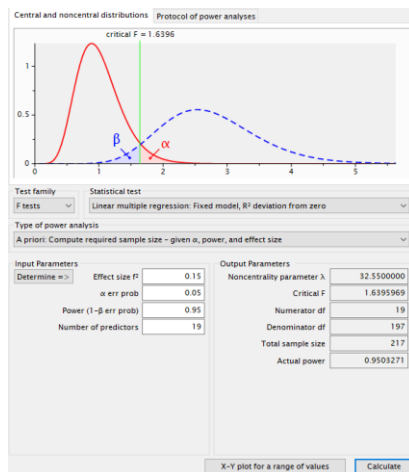 Central and noncentral distributions Protocol of power analyses
critical F = 1.6396
1
0.5
0
β
α
0 1 2 3 4 5
Test family Statistical test
F tests Linear multiple regression: Fixed model, R² deviation from zero
Type of power analysis
A priori: Compute required sample size - given α, power, and effect size
Input Parameters Output Parameters
Determine => Effect size f² 0.15 Noncentrality parameter λ 32.5500000
α err prob 0.05 Critical F 1.6395969
Power (1-β err prob) 0.95 Numerator df 19
Number of predictors 19 Denominator df 197
Total sample size 217
Actual power 0.9503271
X-Y plot for a range of values Calculate